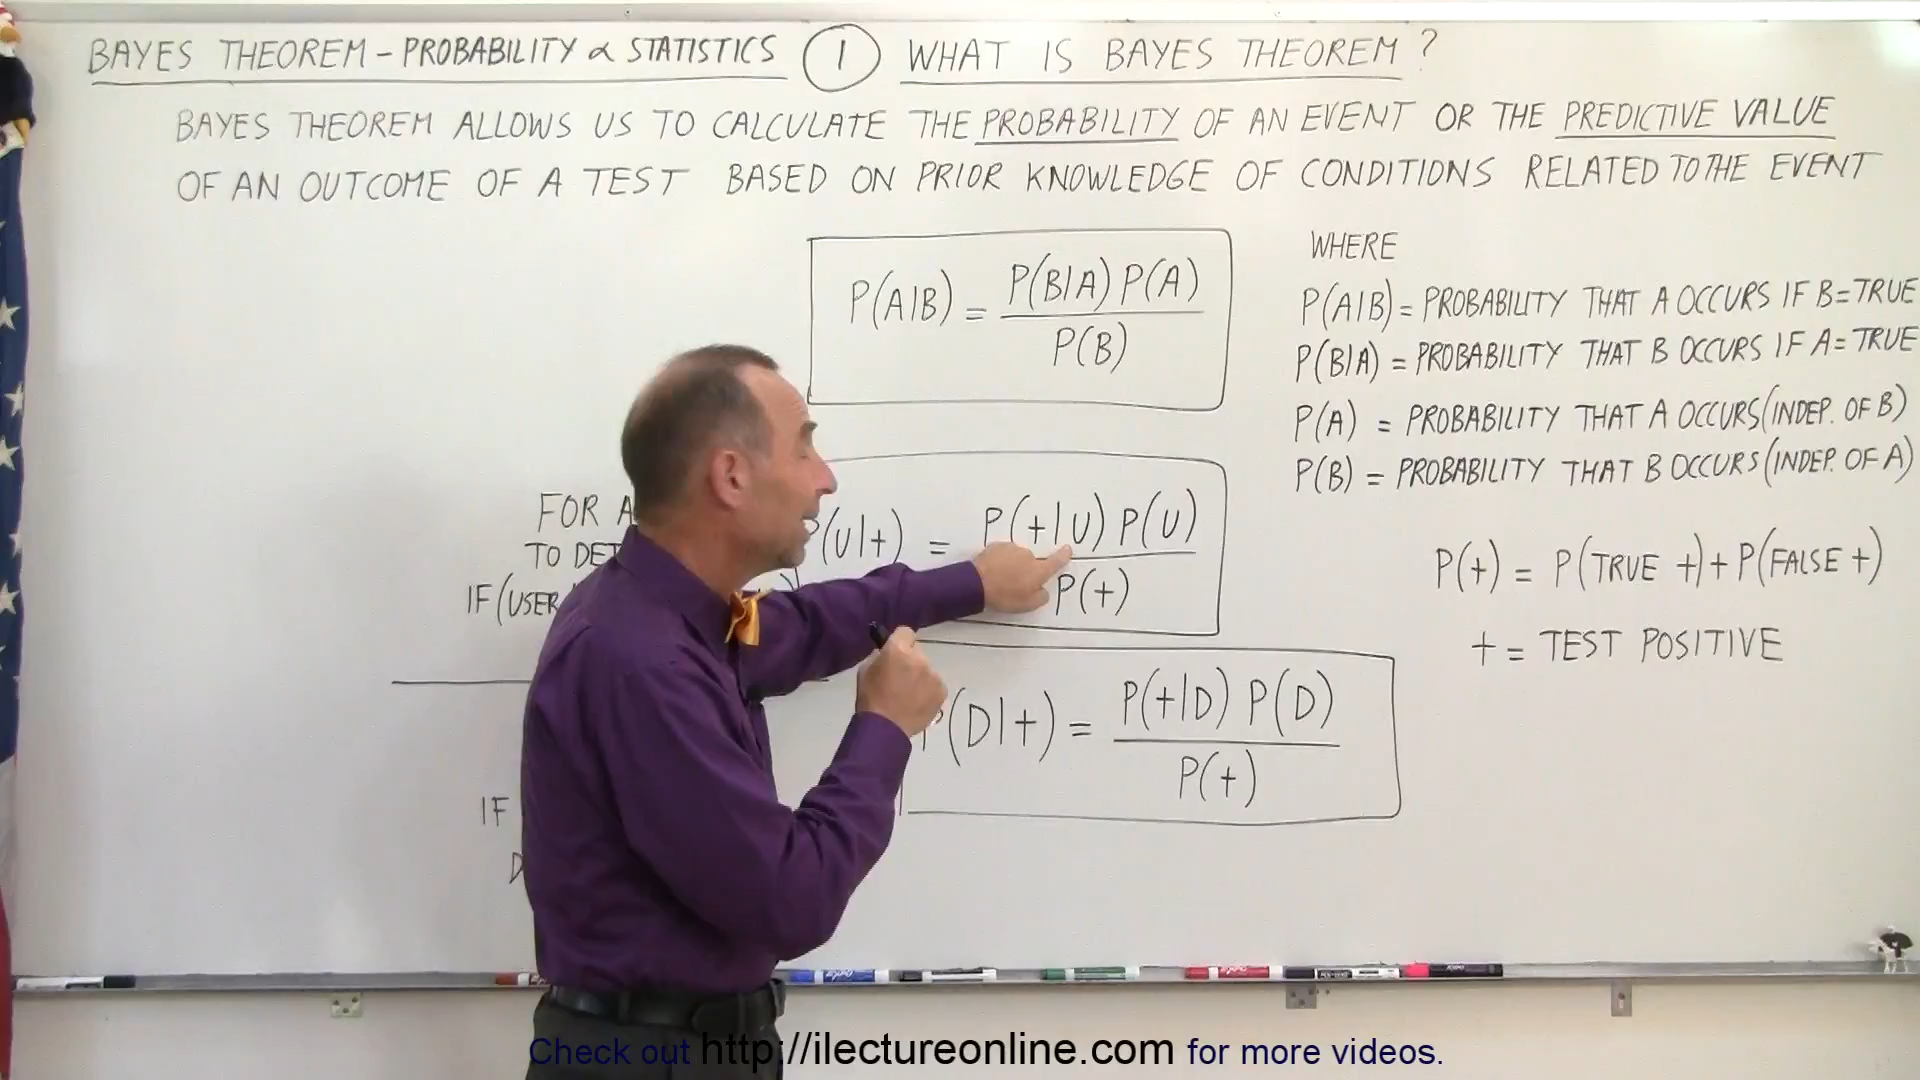 BAYES THEOREM – PROBABILITY & STATISTICS 1 WHAT IS BAYES THEOREM?
BAYES THEOREM ALLOWS US TO CALCULATE THE PROBABILITY OF AN EVENT OR THE PREDICTIVE VALUE
OF AN OUTCOME OF A TEST BASED ON PRIOR KNOWLEDGE OF CONDITIONS RELATED TO THE EVENT
P(A|B) = P(B|A) P(A)
P(B)
WHERE
P(A|B) = PROBABILITY THAT A OCCURS IF B=TRUE
P(B|A) = PROBABILITY THAT B OCCURS IF A=TRUE
P(A) = PROBABILITY THAT A OCCURS (INDEP. OF B)
P(B) = PROBABILITY THAT B OCCURS (INDEP. OF A)
FOR A
TO
IF (USER
P(U|+) = P(+|U) P(U)
P(+)
P(+) = P(TRUE +) + P(FALSE +)
+ = TEST POSITIVE
IF
P(D|+) = P(+|D) P(D)
P(+)
Check out http://ilectureonline.com for more videos.